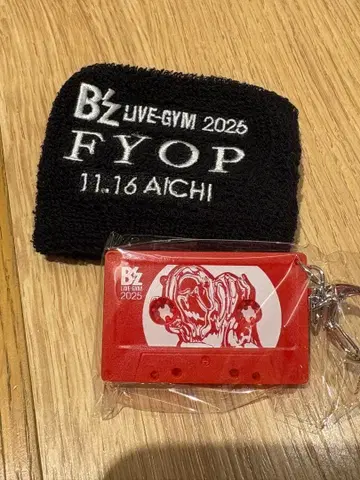 B'z LIVE-GYM 2025
FYOP
11.16 AICHI
B'z
LIVE-GYM
2025